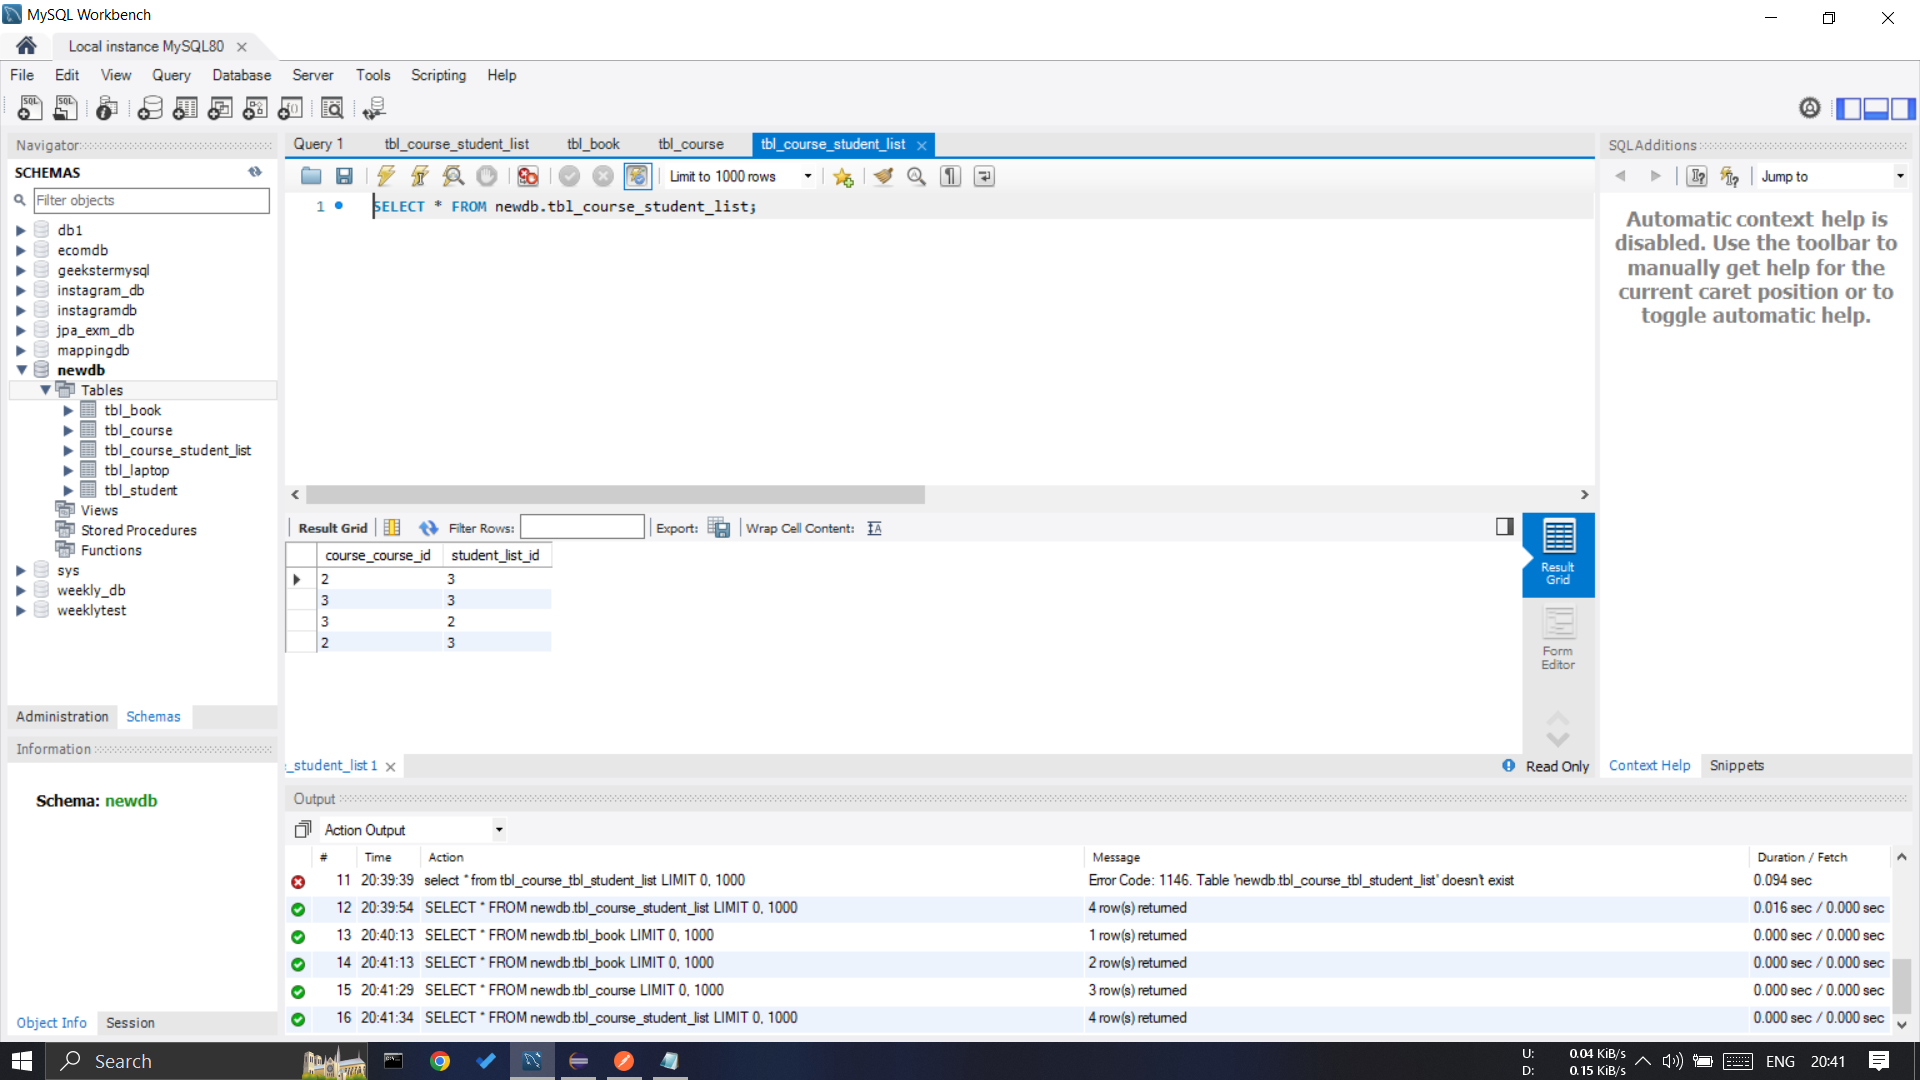 MySQL Workbench
Local instance MySQL80
File Edit View Query Database Server Tools Scripting Help
Navigator
SCHEMAS
Filter objects
db1
ecomdb
geekstermysql
instagram_db
instagramdb
jpa_exm_db
mappingdb
newdb
Tables
tbl_book
tbl_course
tbl_course_student_list
tbl_laptop
tbl_student
Views
Stored Procedures
Functions
sys
weekly_db
weeklytest
Administration Schemas
Information
Schema: newdb
Object Info Session
Query 1 tbl_course_student_list tbl_book tbl_course tbl_course_student_list
Limit to 1000 rows
1 SELECT * FROM newdb.tbl_course_student_list;
Result Grid Filter Rows: Export: Wrap Cell Content:
course_course_id student_list_id
2 3
3 3
3 2
2 3
Result
Grid
Form
Editor
_student_list 1
Read Only
SQLAdditions
Jump to
Automatic context help is
disabled. Use the toolbar to
manually get help for the
current caret position or to
toggle automatic help.
Context Help Snippets
Output
Action Output
# Time Action Message Duration / Fetch
11 20:39:39 select * from tbl_course_tbl_student_list LIMIT 0, 1000 Error Code: 1146. Table 'newdb.tbl_course_tbl_student_list' doesn't exist 0.094 sec
12 20:39:54 SELECT * FROM newdb.tbl_course_student_list LIMIT 0, 1000 4 row(s) returned 0.016 sec / 0.000 sec
13 20:40:13 SELECT * FROM newdb.tbl_book LIMIT 0, 1000 1 row(s) returned 0.000 sec / 0.000 sec
14 20:41:13 SELECT * FROM newdb.tbl_book LIMIT 0, 1000 2 row(s) returned 0.000 sec / 0.000 sec
15 20:41:29 SELECT * FROM newdb.tbl_course LIMIT 0, 1000 3 row(s) returned 0.000 sec / 0.000 sec
16 20:41:34 SELECT * FROM newdb.tbl_course_student_list LIMIT 0, 1000 4 row(s) returned 0.000 sec / 0.000 sec
Search
U: 0.04 KiB/s
D: 0.15 KiB/s
ENG 20:41